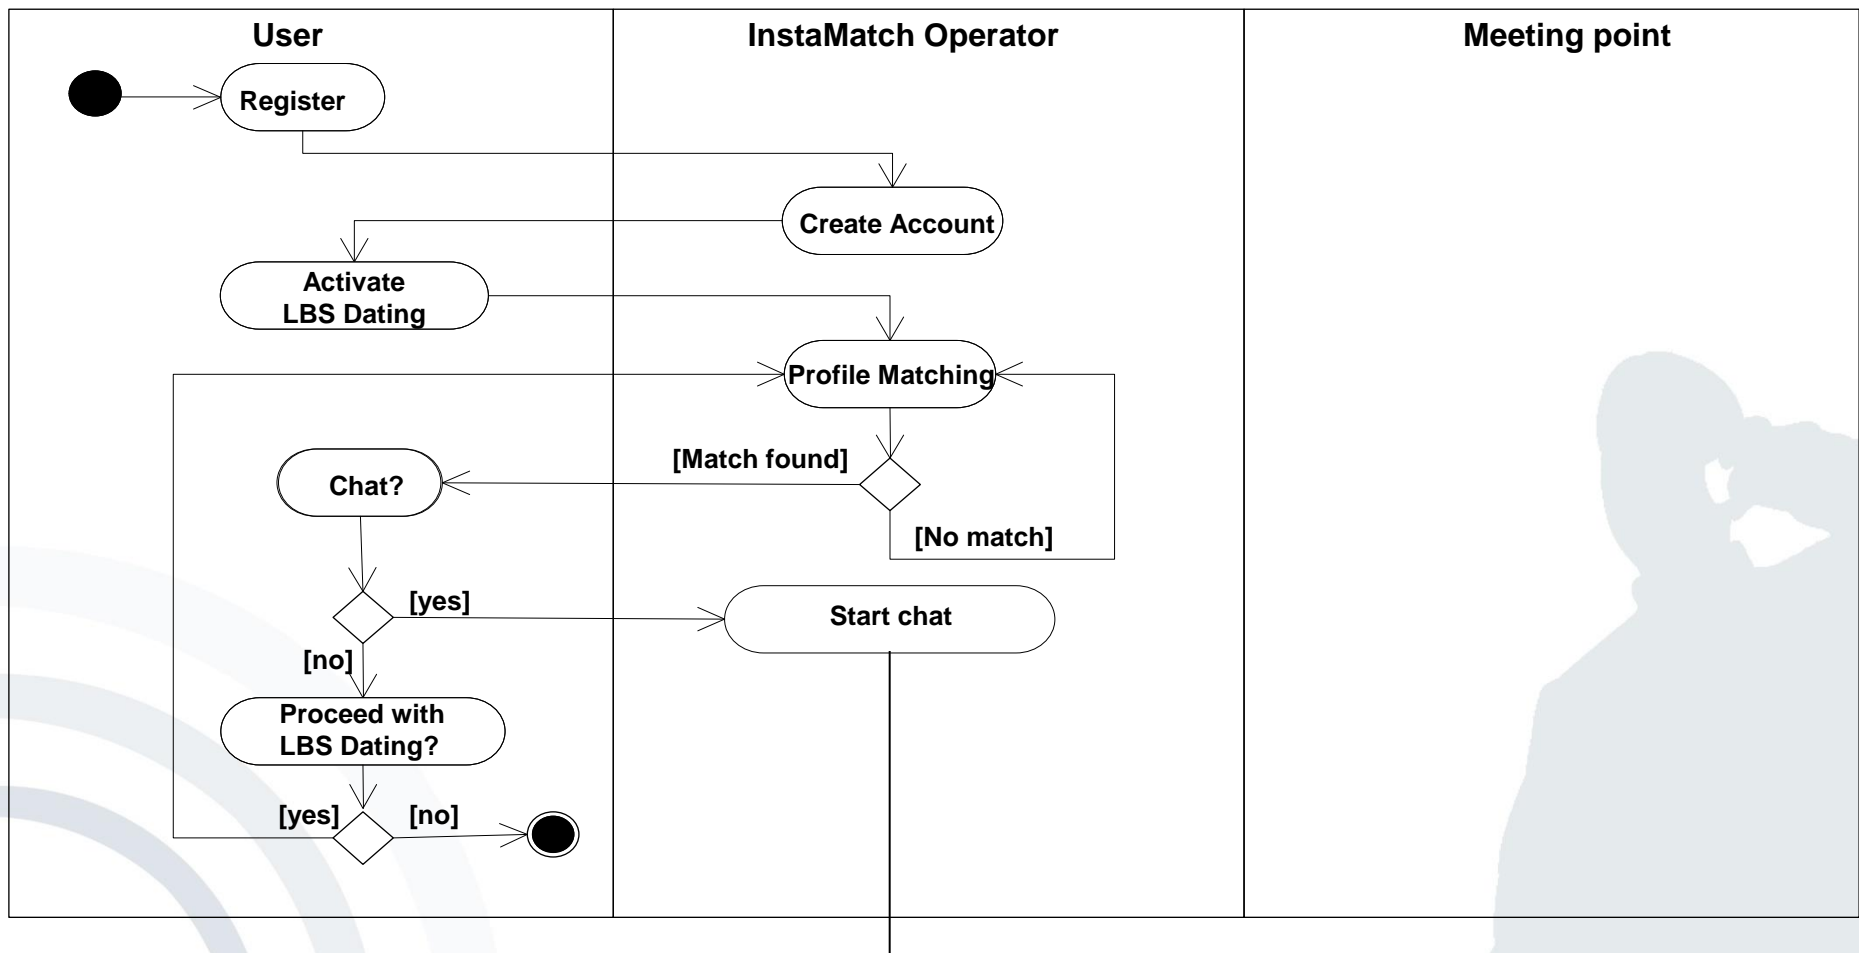 User
InstaMatch Operator
Meeting point
Register
Create Account
Activate
LBS Dating
Profile Matching
[Match found]
Chat?
[No match]
[yes]
Start chat
[no]
Proceed with
LBS Dating?
[yes]
[no]